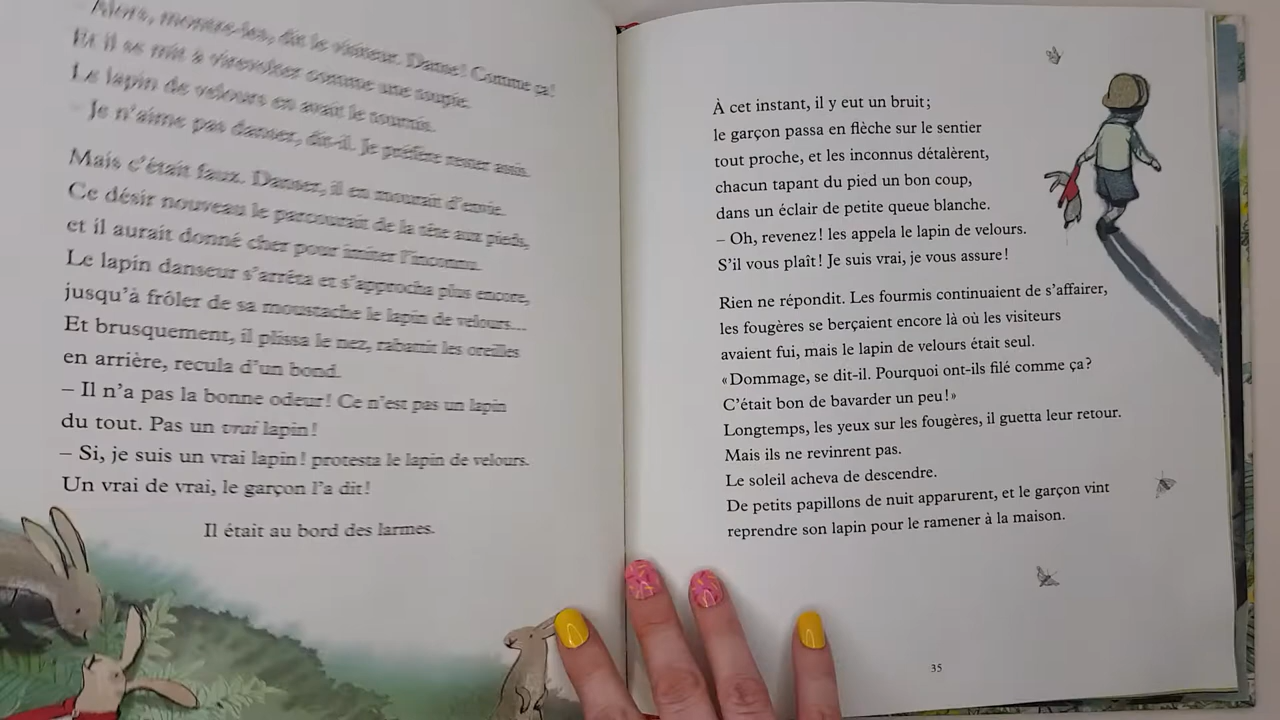 – Alors, montre-les, dit le visiteur. Danse! Comme ça!
Et il se mit à virevolter comme une toupie.
Le lapin de velours en avait le tournis.
– Je n'aime pas danser, dit-il. Je préfère rester assis.
Mais c'était faux. Danser, il en mourait d'envie.
Ce désir nouveau le parcourait de la tête aux pieds,
et il aurait donné cher pour imiter l'inconnu.
Le lapin danseur s'arrêta et s'approcha plus encore,
jusqu'à frôler de sa moustache le lapin de velours...
Et brusquement, il plissa le nez, rabattit les oreilles
en arrière, recula d'un bond.
– Il n'a pas la bonne odeur! Ce n'est pas un lapin
du tout. Pas un vrai lapin!
– Si, je suis un vrai lapin! protesta le lapin de velours.
Un vrai de vrai, le garçon l'a dit!
Il était au bord des larmes.
À cet instant, il y eut un bruit;
le garçon passa en flèche sur le sentier
tout proche, et les inconnus détalèrent,
chacun tapant du pied un bon coup,
dans un éclair de petite queue blanche.
– Oh, revenez! les appela le lapin de velours.
S'il vous plaît! Je suis vrai, je vous assure!
Rien ne répondit. Les fourmis continuaient de s'affairer,
les fougères se berçaient encore là où les visiteurs
avaient fui, mais le lapin de velours était seul.
«Dommage, se dit-il. Pourquoi ont-ils filé comme ça?
C'était bon de bavarder un peu!»
Longtemps, les yeux sur les fougères, il guetta leur retour.
Mais ils ne revinrent pas.
Le soleil acheva de descendre.
De petits papillons de nuit apparurent, et le garçon vint
reprendre son lapin pour le ramener à la maison.
35